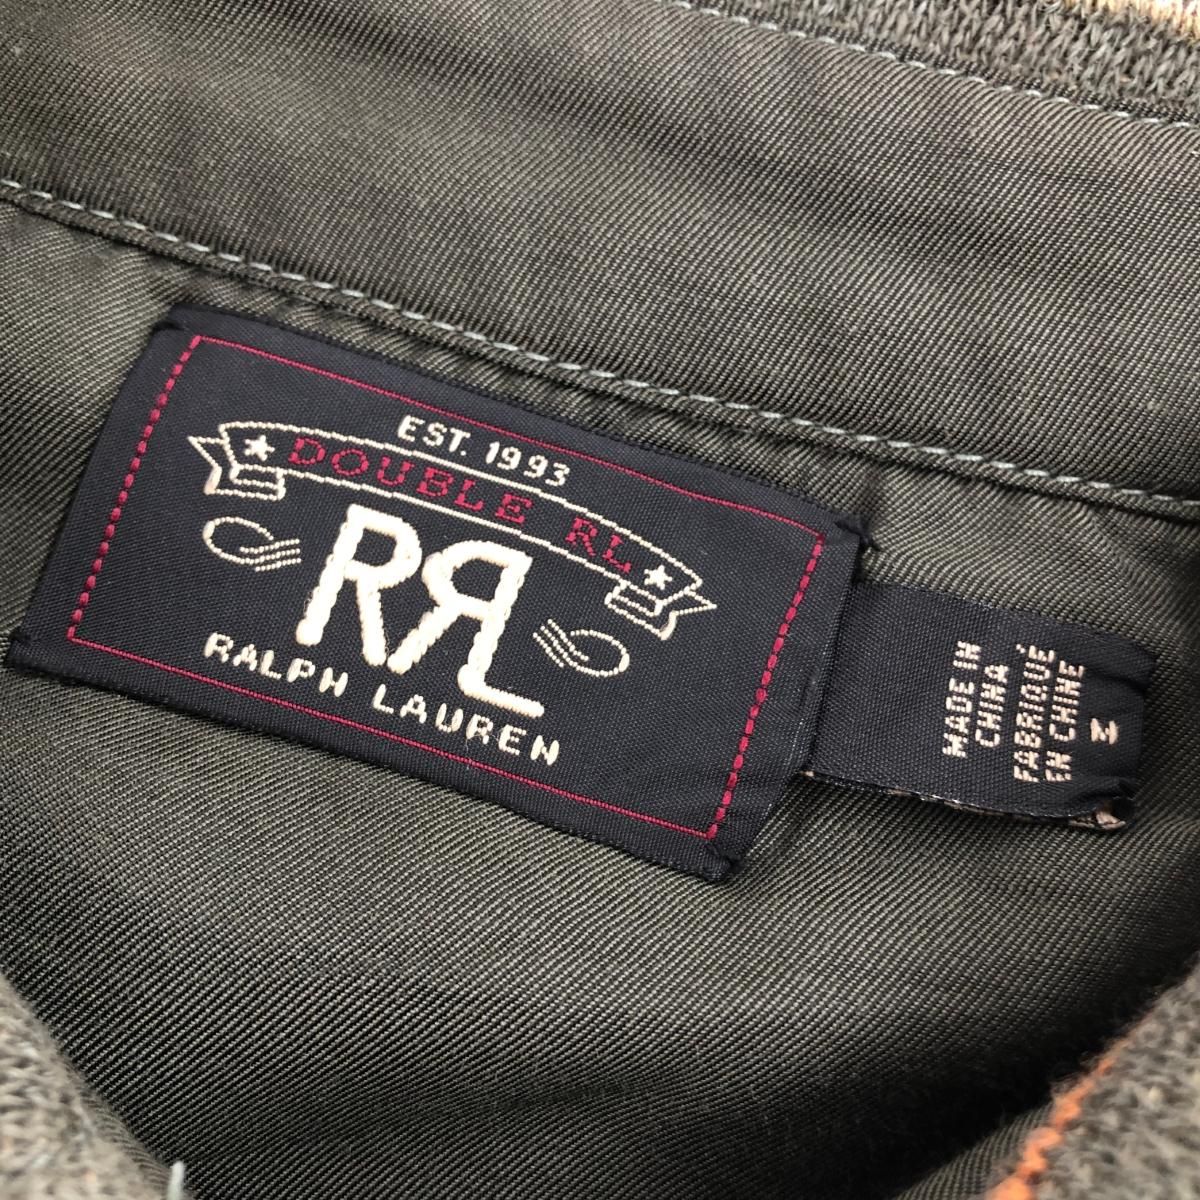 EST. 1993
DOUBLE RL
RRL
RALPH LAUREN
MADE IN
CHINA
FABRIQUÉ
EN CHINE
M